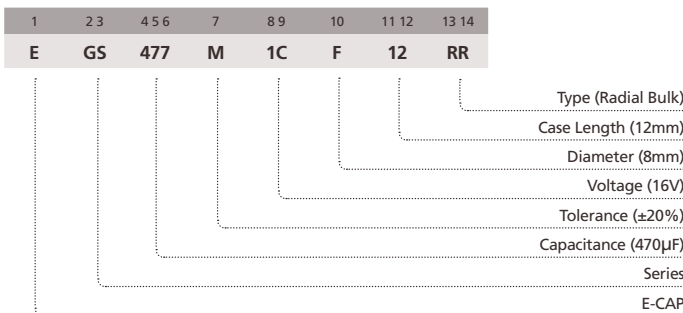 1 2 3 4 5 6 7 8 9 10 11 12 13 14
E GS 477 M 1C F 12 RR
Type (Radial Bulk)
Case Length (12mm)
Diameter (8mm)
Voltage (16V)
Tolerance (±20%)
Capacitance (470µF)
Series
E-CAP